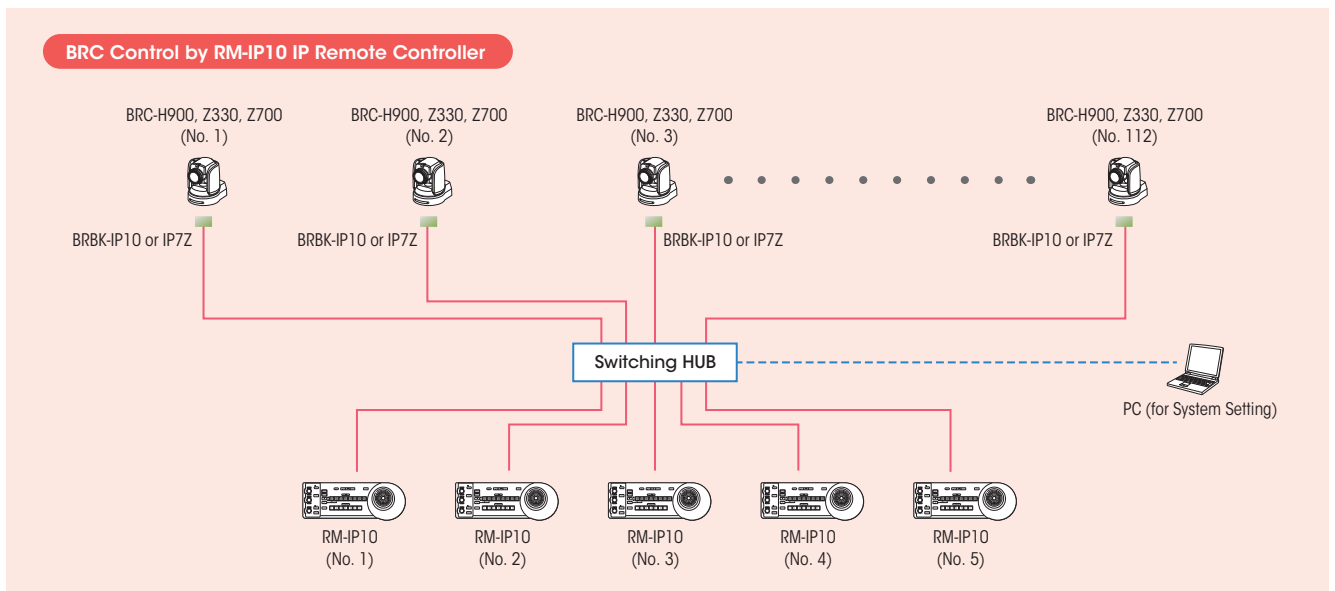 BRC Control by RM-IP10 IP Remote Controller
BRC-H900, Z330, Z700
(No. 1)
BRC-H900, Z330, Z700
(No. 2)
BRC-H900, Z330, Z700
(No. 3)
BRC-H900, Z330, Z700
(No. 112)
BRBK-IP10 or IP7Z
BRBK-IP10 or IP7Z
BRBK-IP10 or IP7Z
BRBK-IP10 or IP7Z
Switching HUB
PC (for System Setting)
RM-IP10
(No. 1)
RM-IP10
(No. 2)
RM-IP10
(No. 3)
RM-IP10
(No. 4)
RM-IP10
(No. 5)